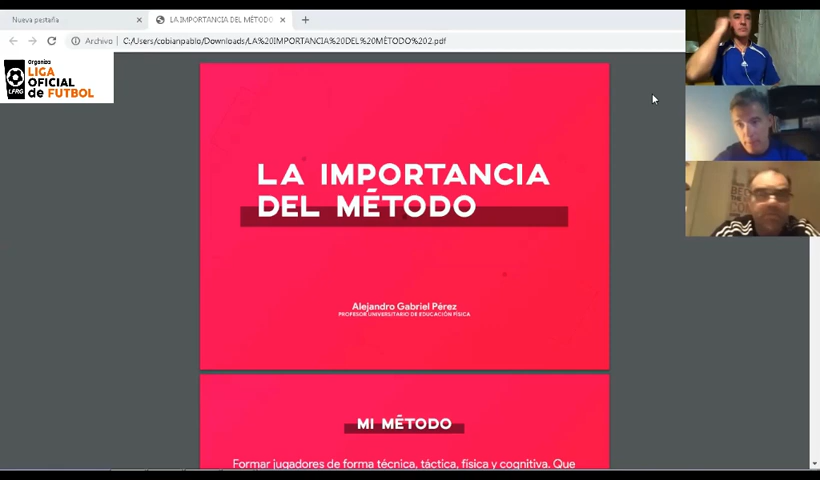 Nueva pestaña
LA IMPORTANCIA DEL MÉTODO
Archivo
C:/Users/cobianpablo/Downloads/LA%20IMPORTANCIA%20DEL%20MÉTODO%202.pdf
Organiza
LIGA
OFICIAL
de FUTBOL
LFRG
LA IMPORTANCIA
DEL MÉTODO
Alejandro Gabriel Pérez
PROFESOR UNIVERSITARIO DE EDUCACIÓN FÍSICA
MI MÉTODO
Formar jugadores de forma técnica, táctica, física y cognitiva. Que